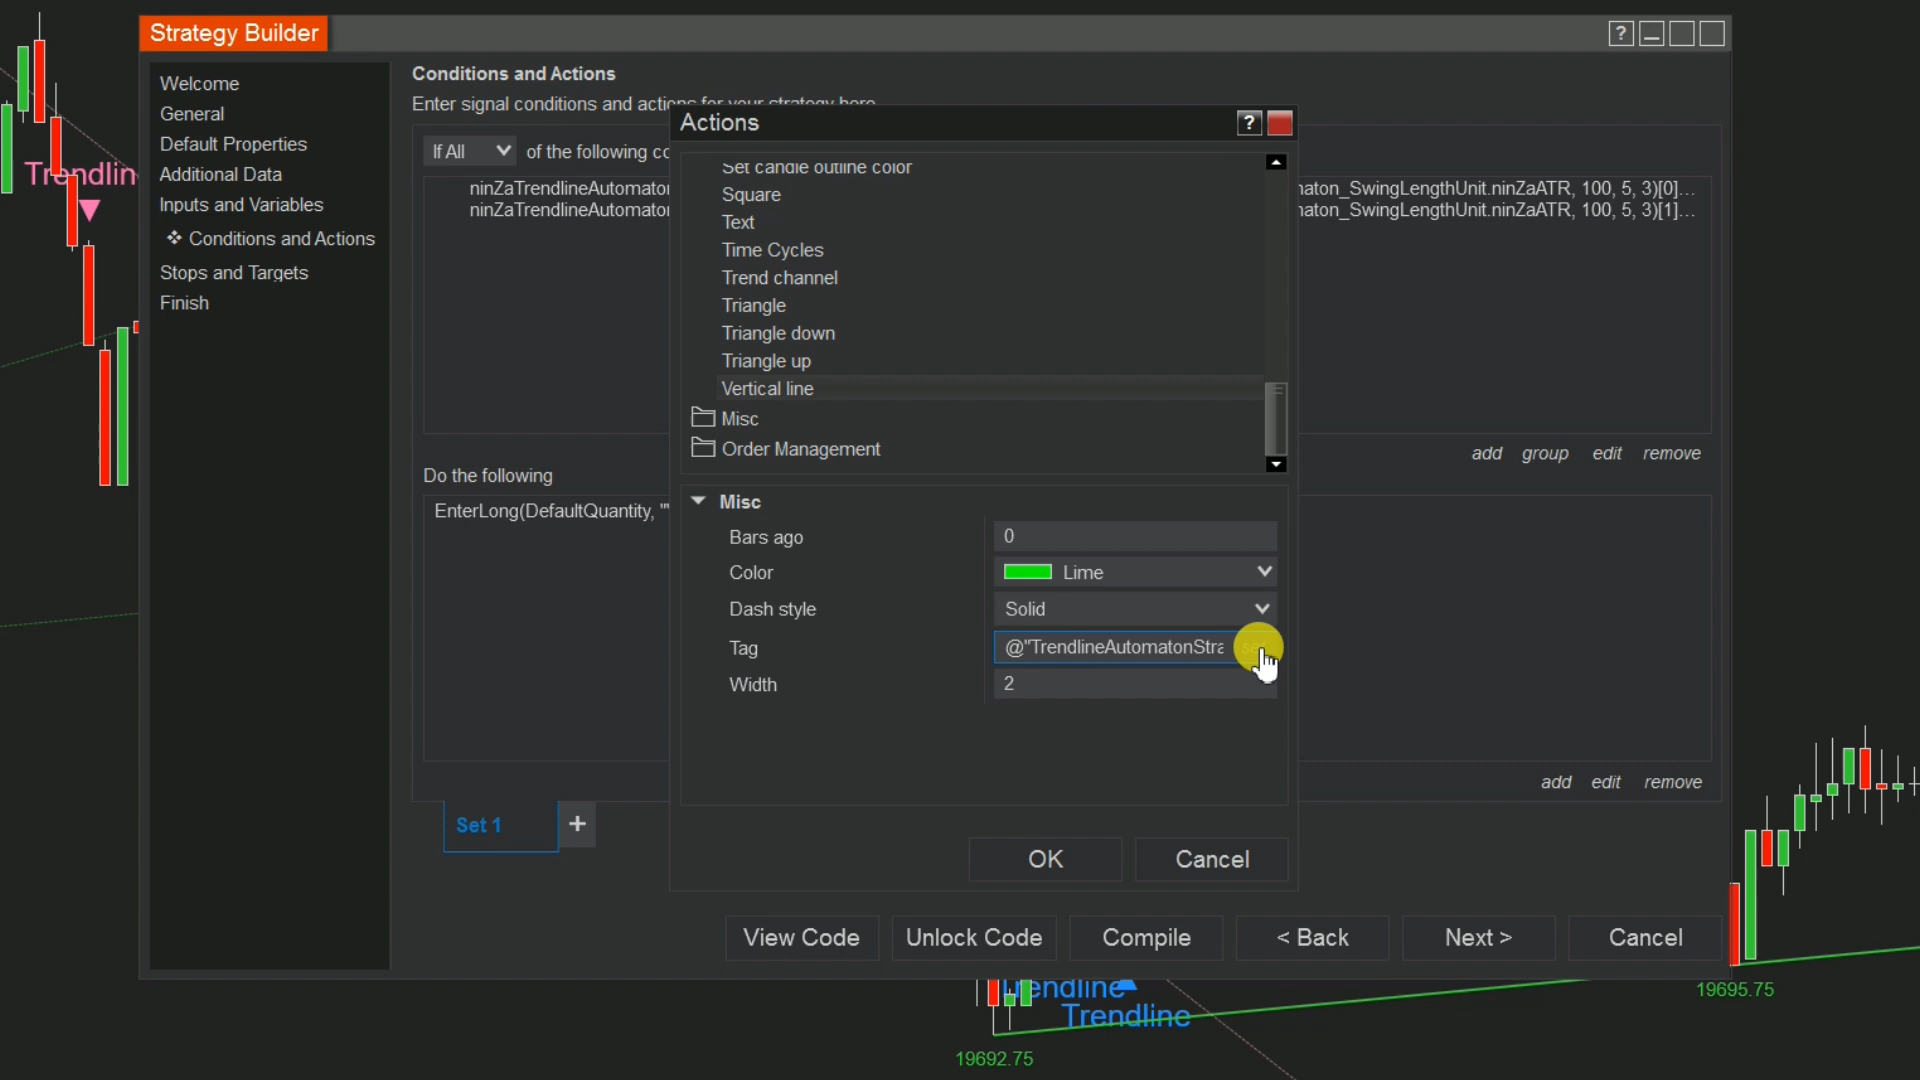 Strategy Builder
?
Welcome
General
Default Properties
Additional Data
Inputs and Variables
Conditions and Actions
Stops and Targets
Finish
Conditions and Actions
Enter signal conditions and actions for your strategy here
If All
of the following co
ninZaTrendlineAutomaton
ninZaTrendlineAutomaton
naton_SwingLengthUnit.ninZaATR, 100, 5, 3)[0]...
naton_SwingLengthUnit.ninZaATR, 100, 5, 3)[1]...
add group edit remove
Do the following
EnterLong(DefaultQuantity, ""
add edit remove
Set 1
+
Actions
?
Set candle outline color
Square
Text
Time Cycles
Trend channel
Triangle
Triangle down
Triangle up
Vertical line
Misc
Order Management
Misc
Bars ago 0
Color Lime
Dash style Solid
Tag @"TrendlineAutomatonStra
Width 2
OK Cancel
View Code Unlock Code Compile < Back Next > Cancel
Trendlin
Trendline
Trendline
19692.75
19695.75